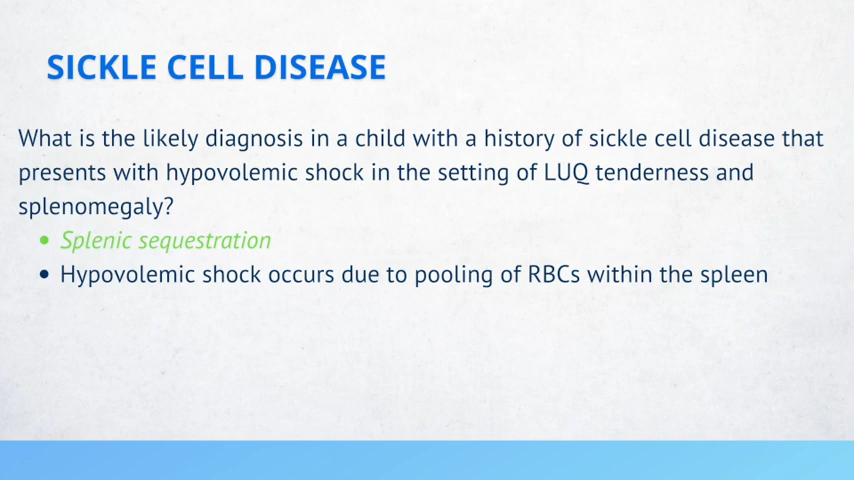 SICKLE CELL DISEASE
What is the likely diagnosis in a child with a history of sickle cell disease that
presents with hypovolemic shock in the setting of LUQ tenderness and
splenomegaly?
• Splenic sequestration
• Hypovolemic shock occurs due to pooling of RBCs within the spleen